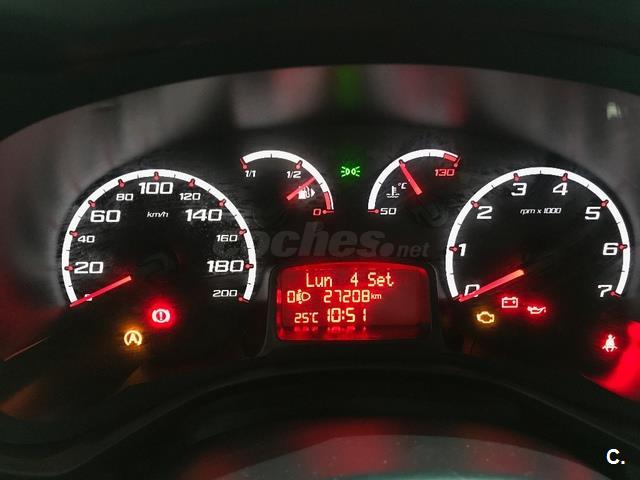 1/1 1/2 0
50 °C 130
0 20 40 60 80 100 120 140 160 180 200
km/h
0 1 2 3 4 5 6 7
rpm x 1000
coches.net
Lun 4 Set
0 27208 km
25°C 10:51
A
C.